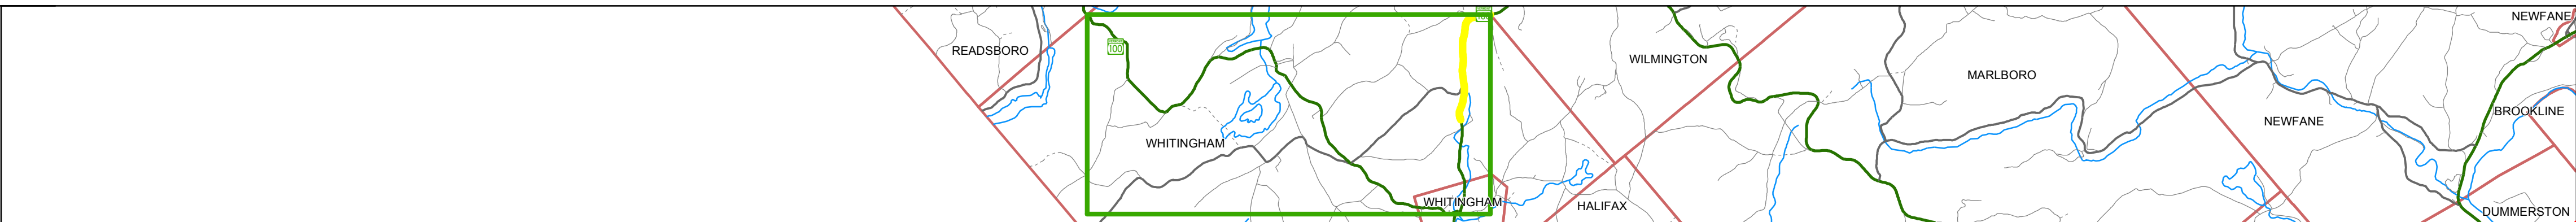 NEWFANE
READSBORO
100
WILMINGTON
MARLBORO
BROOKLINE
NEWFANE
WHITINGHAM
WHITINGHAM
HALIFAX
DUMMERSTON